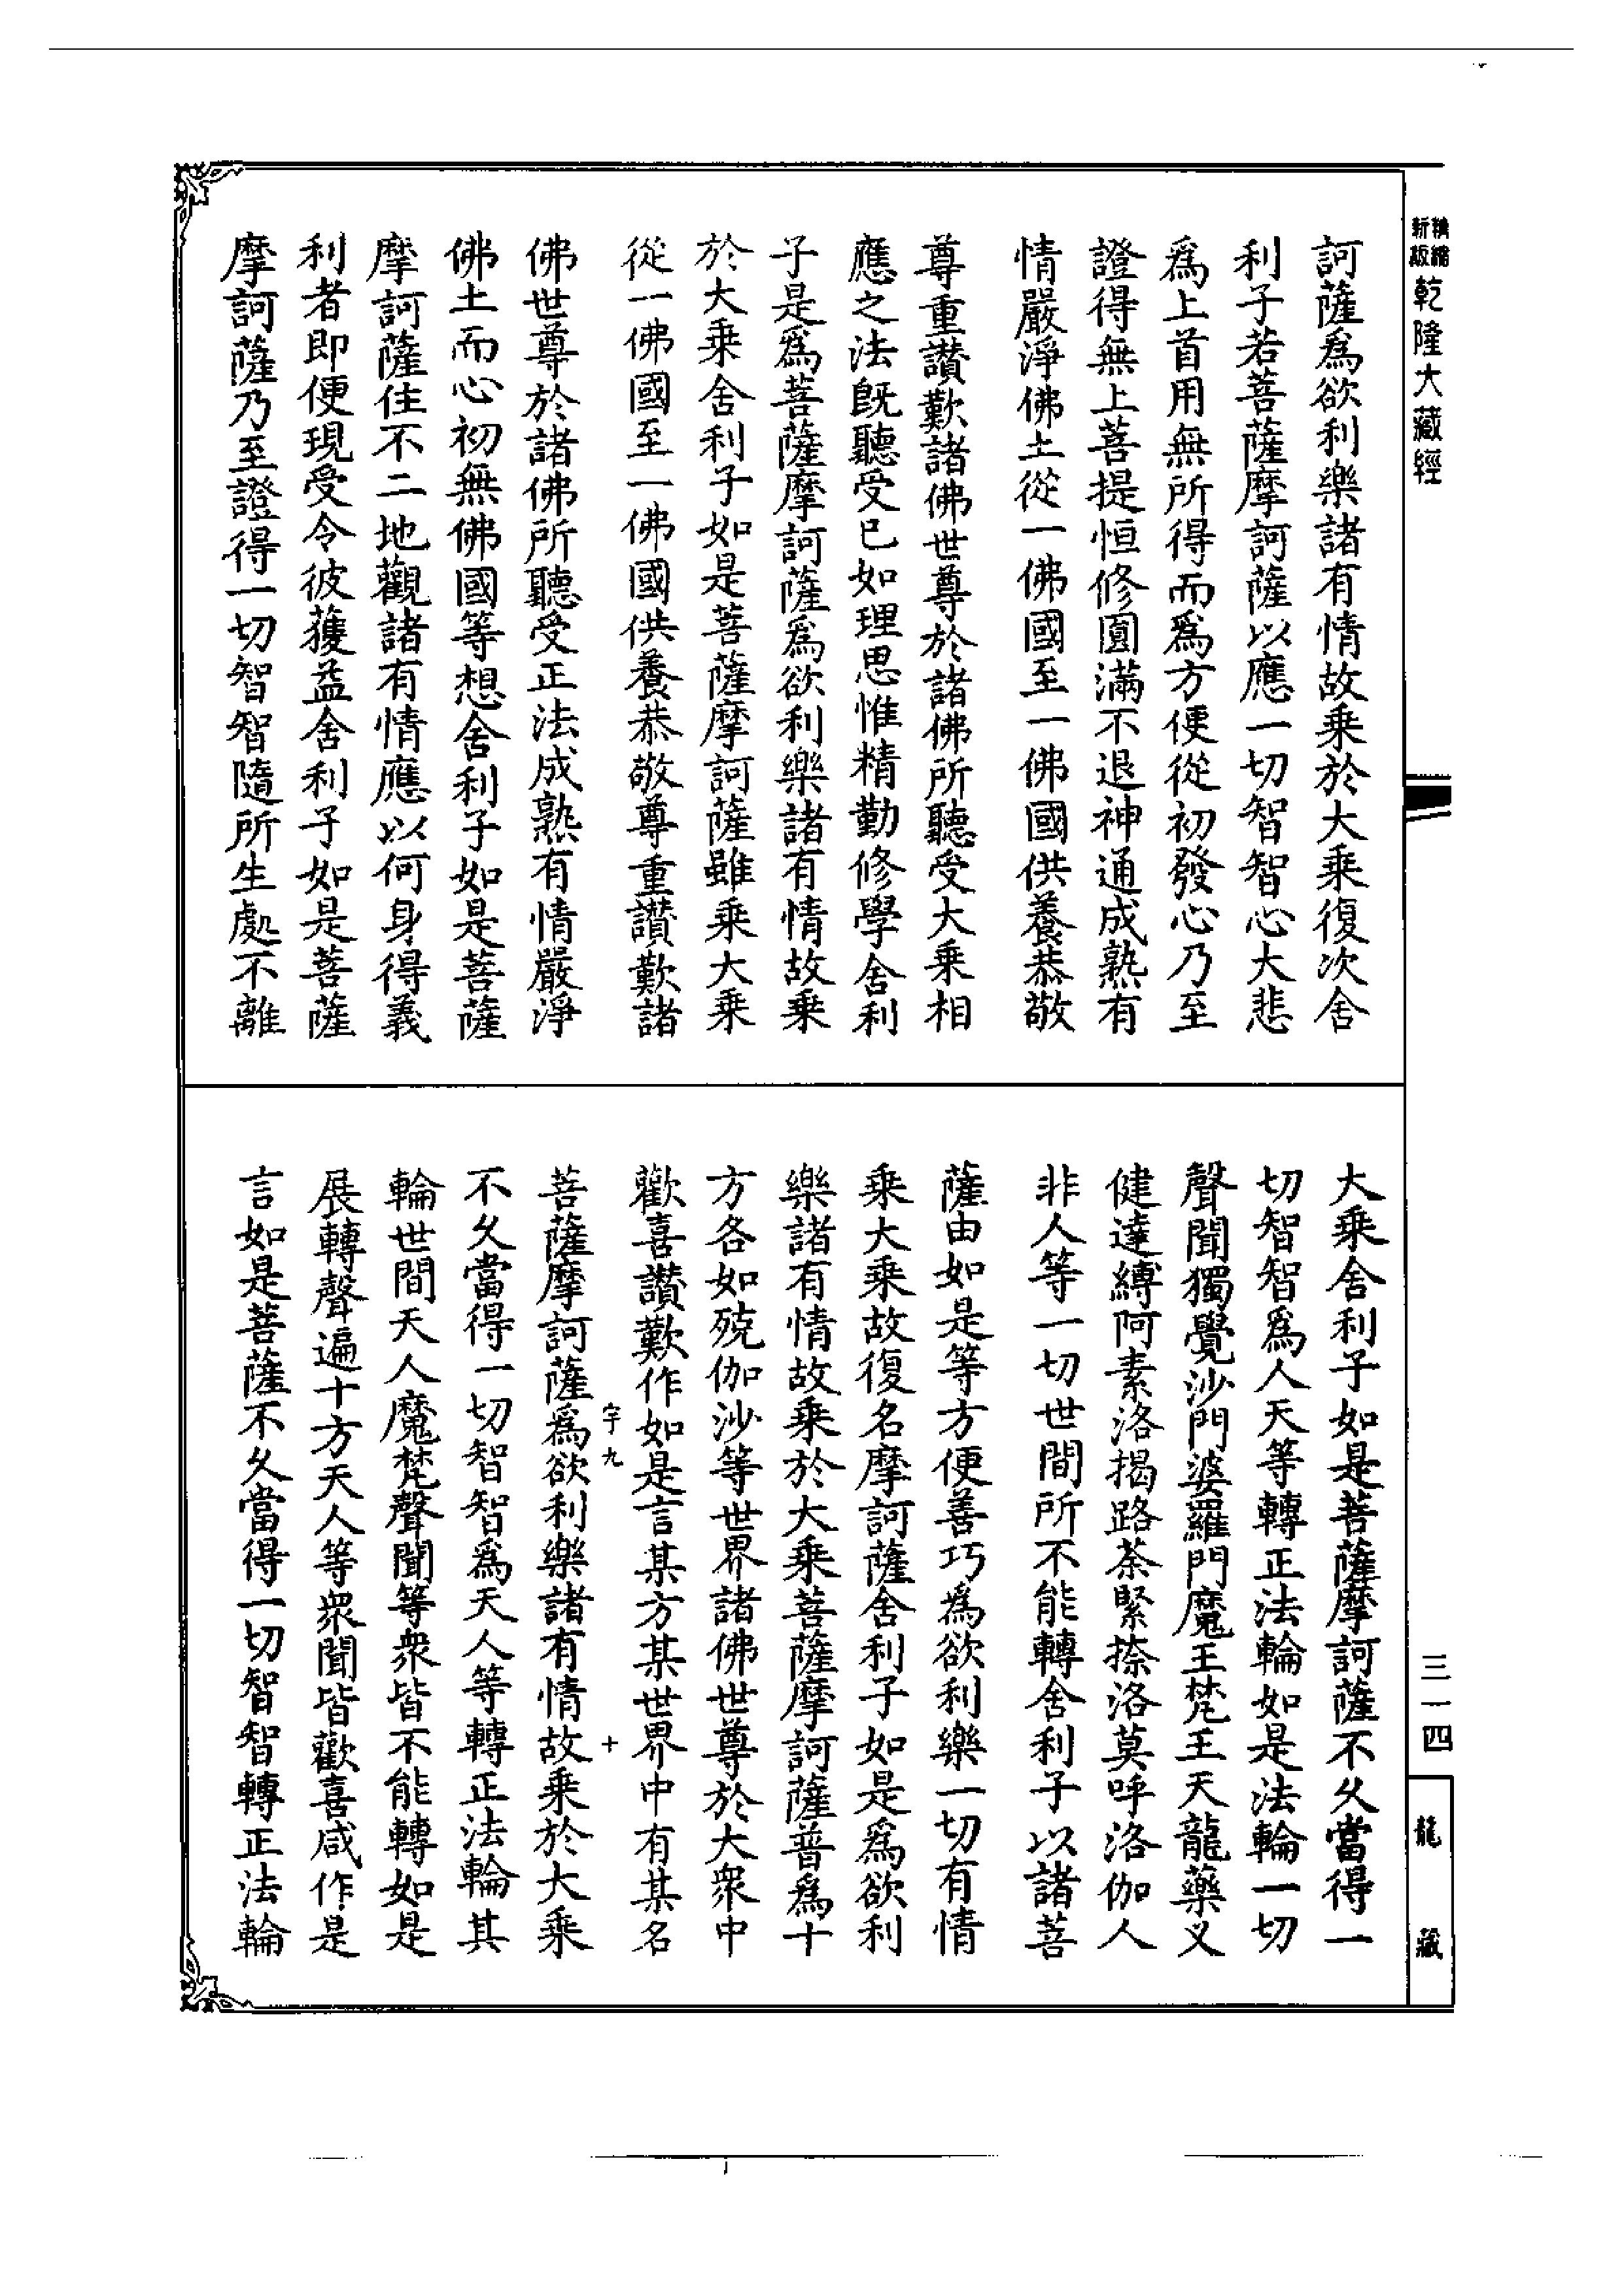 精縮新版乾隆大藏經
訶薩爲欲利樂諸有情故乘於大乘復次舍
利子若菩薩摩訶薩以應一切智智心大悲
爲上首用無所得而爲方便從初發心乃至
證得無上菩提恒修圓滿不退神通成熟有
情嚴淨佛土從一佛國至一佛國供養恭敬
尊重讚歎諸佛世尊於諸佛所聽受大乘相
應之法旣聽受已如理思惟精勤修學舍利
子是爲菩薩摩訶薩爲欲利樂諸有情故乘
於大乘舍利子如是菩薩摩訶薩雖乘大乘
從一佛國至一佛國供養恭敬尊重讚歎諸
佛世尊於諸佛所聽受正法成熟有情嚴淨
佛土而心初無佛國等想舍利子如是菩薩
摩訶薩住不二地觀諸有情應以何身得義
利者即便現受令彼獲益舍利子如是菩薩
摩訶薩乃至證得一切智智隨所生處不離
大乘舍利子如是菩薩摩訶薩不久當得一
切智智爲人天等轉正法輪如是法輪一切
聲聞獨覺沙門婆羅門魔王梵王天龍藥叉
健達縛阿素洛揭路荼緊捺洛莫呼洛伽人
非人等一切世間所不能轉舍利子以諸菩
薩由如是等方便善巧爲欲利樂一切有情
乘大乘故復名摩訶薩舍利子如是爲欲利
樂諸有情故乘於大乘菩薩摩訶薩普爲十
方各如殑伽沙等世界諸佛世尊於大衆中
歡喜讚歎作如是言某方某世界中有某名
宇九 十
菩薩摩訶薩爲欲利樂諸有情故乘於大乘
不久當得一切智智爲天人等轉正法輪其
輪世間天人魔梵聲聞等衆皆不能轉如是
展轉聲遍十方天人等衆聞皆歡喜咸作是
言如是菩薩不久當得一切智智轉正法輪
三一四
龍藏